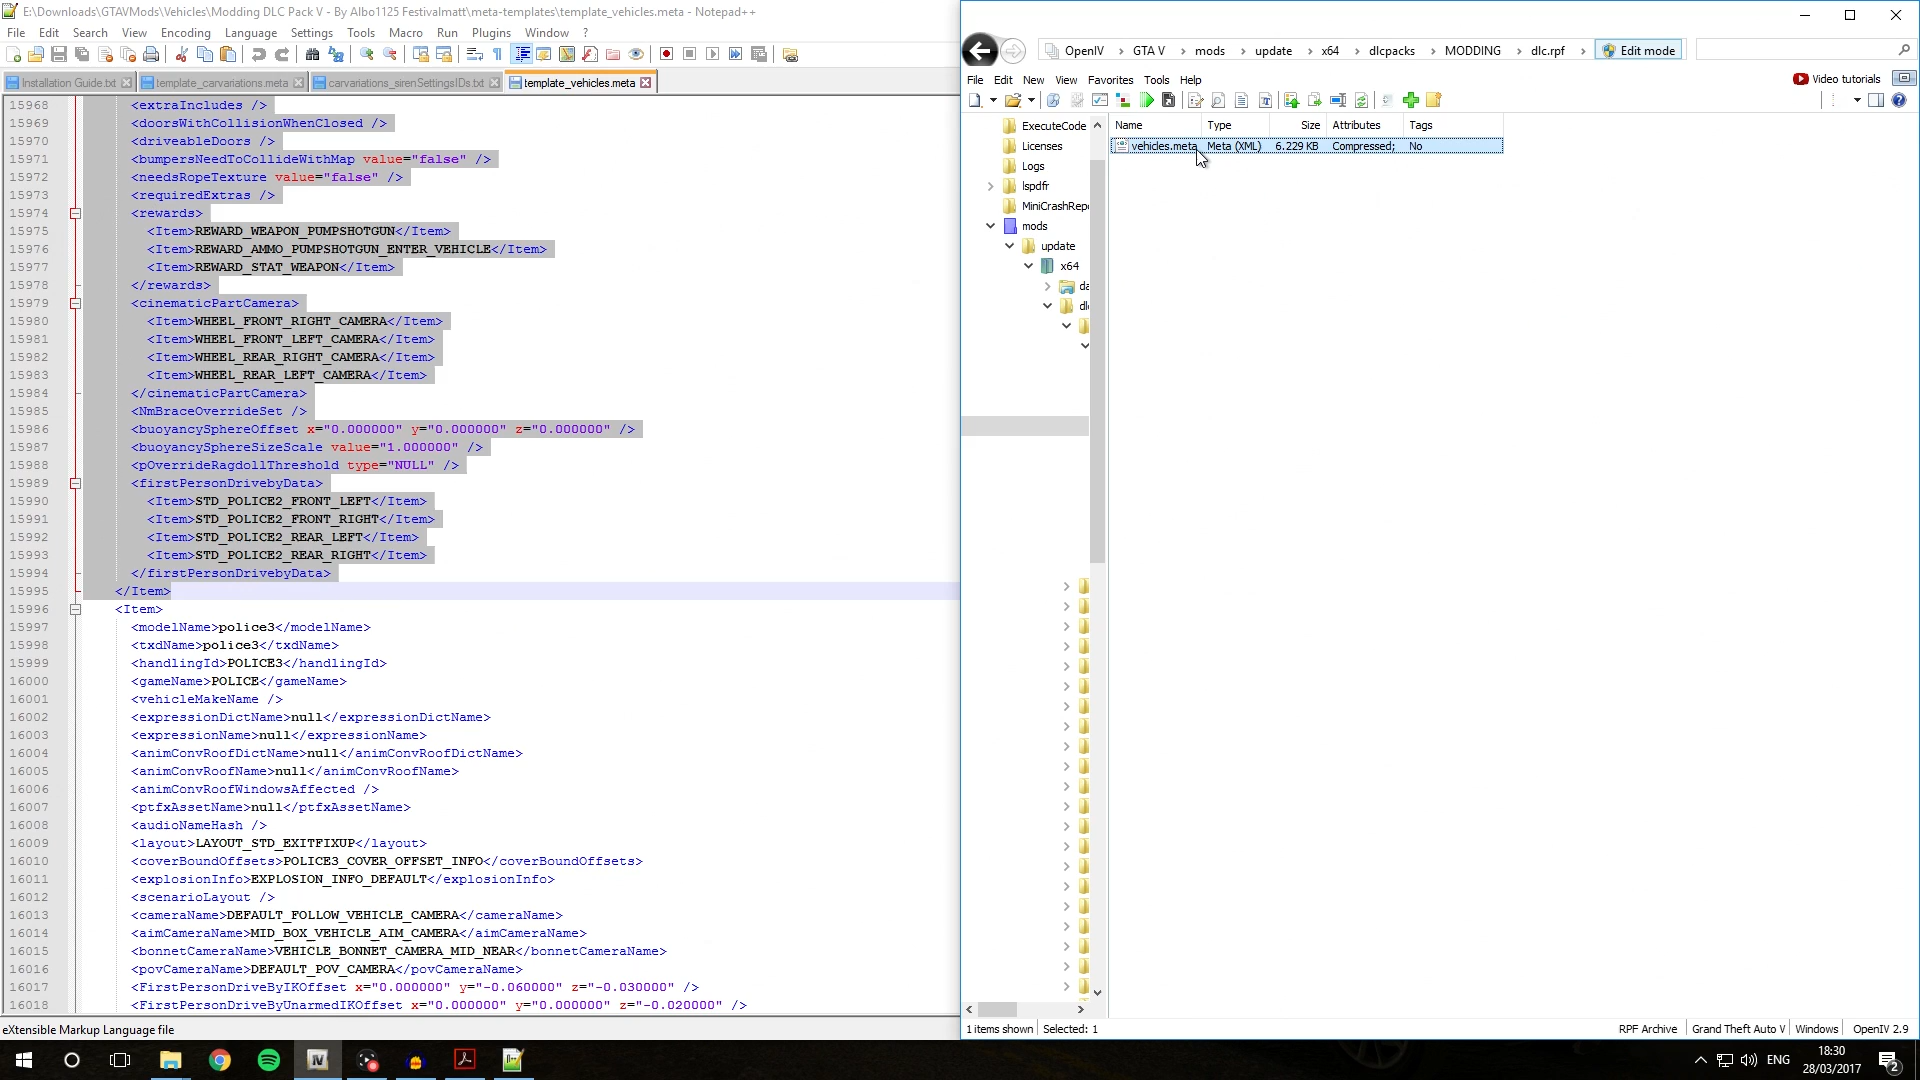 E:\Downloads\GTAVMods\Vehicles\Modding DLC Pack V - By Albo1125 Festivalmatt\meta-templates\template_vehicles.meta - Notepad++
File Edit Search View Encoding Language Settings Tools Macro Run Plugins Window ?
Installation Guide.txt template_carvariations.meta carvariations_sirenSettingsIDs.txt template_vehicles.meta
15968 <extraIncludes />
15969 <doorsWithCollisionWhenClosed />
15970 <driveableDoors />
15971 <bumpersNeedToCollideWithMap value="false" />
15972 <needsRopeTexture value="false" />
15973 <requiredExtras />
15974 <rewards>
15975 <Item>REWARD_WEAPON_PUMPSHOTGUN</Item>
15976 <Item>REWARD_AMMO_PUMPSHOTGUN_ENTER_VEHICLE</Item>
15977 <Item>REWARD_STAT_WEAPON</Item>
15978 </rewards>
15979 <cinematicPartCamera>
15980 <Item>WHEEL_FRONT_RIGHT_CAMERA</Item>
15981 <Item>WHEEL_FRONT_LEFT_CAMERA</Item>
15982 <Item>WHEEL_REAR_RIGHT_CAMERA</Item>
15983 <Item>WHEEL_REAR_LEFT_CAMERA</Item>
15984 </cinematicPartCamera>
15985 <NmBraceOverrideSet />
15986 <buoyancySphereOffset x="0.000000" y="0.000000" z="0.000000" />
15987 <buoyancySphereSizeScale value="1.000000" />
15988 <pOverrideRagdollThreshold type="NULL" />
15989 <firstPersonDrivebyData>
15990 <Item>STD_POLICE2_FRONT_LEFT</Item>
15991 <Item>STD_POLICE2_FRONT_RIGHT</Item>
15992 <Item>STD_POLICE2_REAR_LEFT</Item>
15993 <Item>STD_POLICE2_REAR_RIGHT</Item>
15994 </firstPersonDrivebyData>
15995 </Item>
15996 <Item>
15997 <modelName>police3</modelName>
15998 <txdName>police3</txdName>
15999 <handlingId>POLICE3</handlingId>
16000 <gameName>POLICE</gameName>
16001 <vehicleMakeName />
16002 <expressionDictName>null</expressionDictName>
16003 <expressionName>null</expressionName>
16004 <animConvRoofDictName>null</animConvRoofDictName>
16005 <animConvRoofName>null</animConvRoofName>
16006 <animConvRoofWindowsAffected />
16007 <ptfxAssetName>null</ptfxAssetName>
16008 <audioNameHash />
16009 <layout>LAYOUT_STD_EXITFIXUP</layout>
16010 <coverBoundOffsets>POLICE3_COVER_OFFSET_INFO</coverBoundOffsets>
16011 <explosionInfo>EXPLOSION_INFO_DEFAULT</explosionInfo>
16012 <scenarioLayout />
16013 <cameraName>DEFAULT_FOLLOW_VEHICLE_CAMERA</cameraName>
16014 <aimCameraName>MID_BOX_VEHICLE_AIM_CAMERA</aimCameraName>
16015 <bonnetCameraName>VEHICLE_BONNET_CAMERA_MID_NEAR</bonnetCameraName>
16016 <povCameraName>DEFAULT_POV_CAMERA</povCameraName>
16017 <FirstPersonDriveByIKOffset x="0.000000" y="-0.060000" z="-0.030000" />
16018 <FirstPersonDriveByUnarmedIKOffset x="0.000000" y="0.000000" z="-0.020000" />
eXtensible Markup Language file
OpenIV GTA V mods update x64 dlcpacks MODDING dlc.rpf Edit mode
File Edit New View Favorites Tools Help Video tutorials
Name Type Size Attributes Tags
vehicles.meta Meta (XML) 6.229 KB Compressed; No
ExecuteCode
Licenses
Logs
lspdfr
MiniCrashRep
mods
update
x64
da
dl
1 items shown Selected: 1 RPF Archive Grand Theft Auto V Windows OpenIV 2.9
IV ENG 18:30
28/03/2017 2